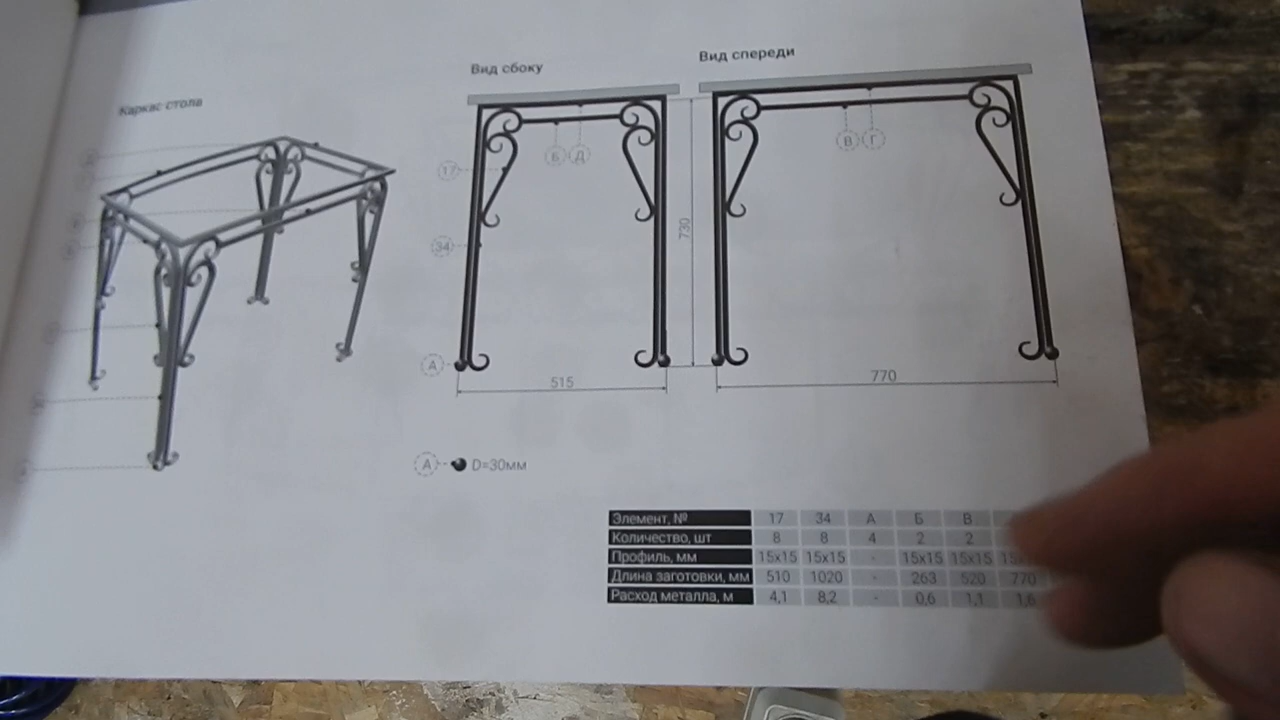 Каркас стола
Вид сбоку
Вид спереди
Б Д
В Г
17
34
730
А
515
770
А D=30мм
Элемент, № 17 34 А Б В
Количество, шт 8 8 4 2 2
Профиль, мм 15х15 15х15 - 15х15 15х15
Длина заготовки, мм 510 1020 - 263 520 770
Расход металла, м 4,1 8,2 - 0,6 1,1 1,6